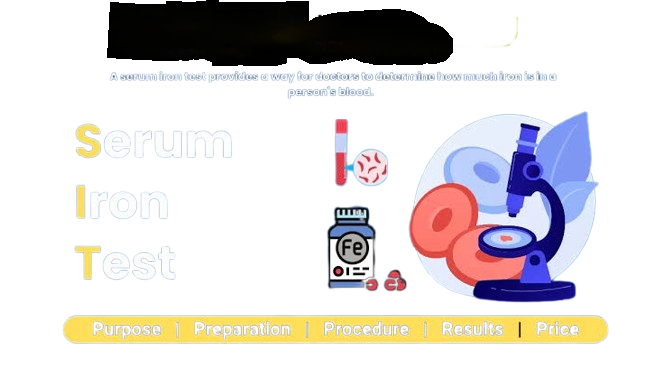 A serum iron test provides a way for doctors to determine how much iron is in a
person's blood.
Serum
Iron
Test
Fe
Purpose | Preparation | Procedure | Results | Price